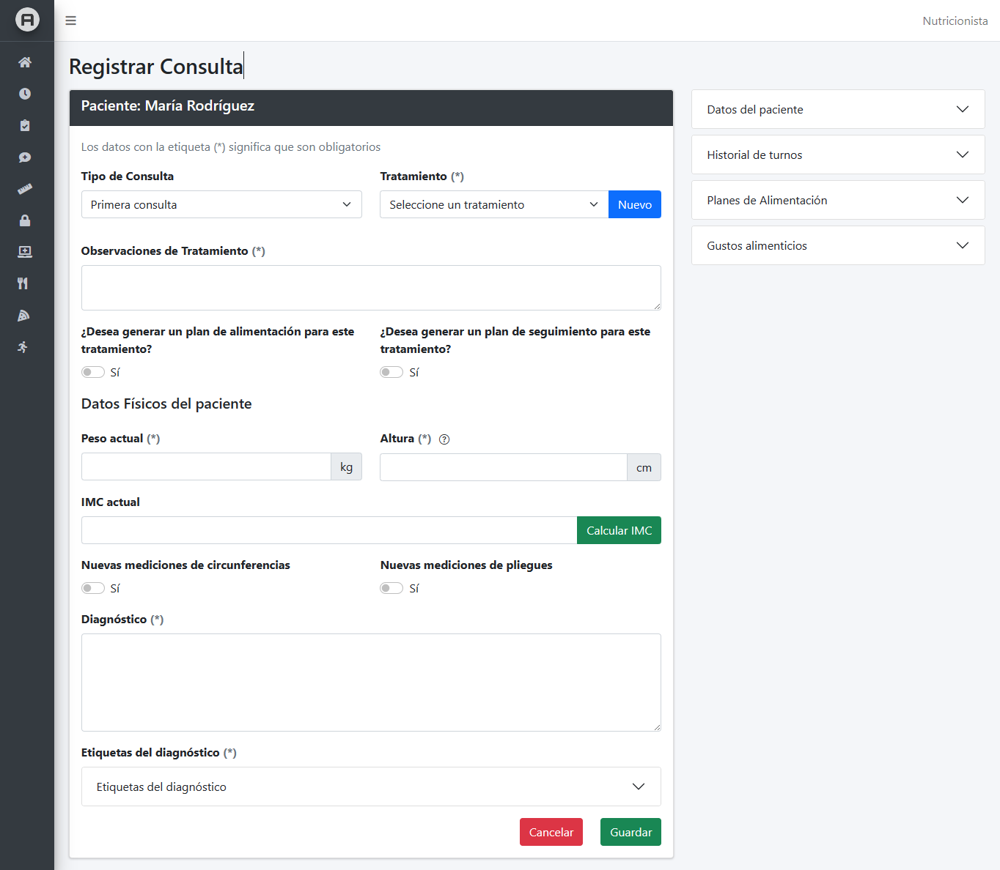 Nutricionista
Registrar Consulta
Paciente: María Rodríguez
Los datos con la etiqueta (*) significa que son obligatorios
Tipo de Consulta
Tratamiento (*)
Primera consulta
Seleccione un tratamiento
Nuevo
Observaciones de Tratamiento (*)
¿Desea generar un plan de alimentación para este
tratamiento?
Sí
¿Desea generar un plan de seguimiento para este
tratamiento?
Sí
Datos Físicos del paciente
Peso actual (*)
kg
Altura (*)
cm
IMC actual
Calcular IMC
Nuevas mediciones de circunferencias
Sí
Nuevas mediciones de pliegues
Sí
Diagnóstico (*)
Etiquetas del diagnóstico (*)
Etiquetas del diagnóstico
Cancelar
Guardar
Datos del paciente
Historial de turnos
Planes de Alimentación
Gustos alimenticios